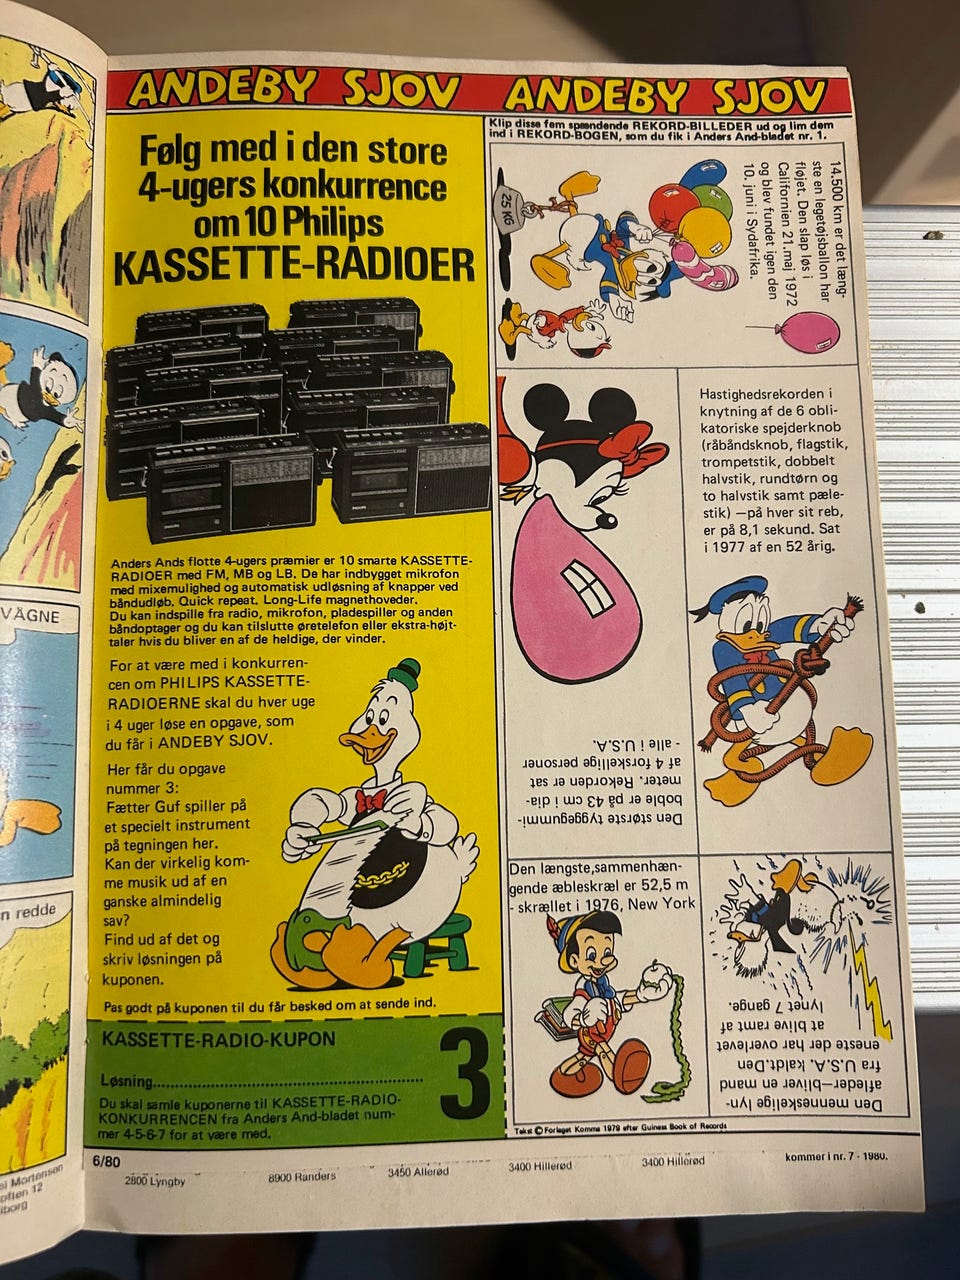 ANDEBY SJOV
Følg med i den store
4-ugers konkurrence
om 10 Philips
KASSETTE-RADIOER
Anders Ands flotte 4-ugers præmier er 10 smarte KASSETTE-
RADIOER med FM, MB og LB. De har indbygget mikrofon
med mixemulighed og automatisk udløsning af knapper ved
båndudløb. Quick repeat. Long-Life magnethoveder.
Du kan indspille fra radio, mikrofon, pladespiller og anden
båndoptager og du kan tilslutte øretelefon eller ekstra-højt-
taler hvis du bliver en af de heldige, der vinder.
For at være med i konkurren-
cen om PHILIPS KASSETTE-
RADIOERNE skal du hver uge
i 4 uger løse en opgave, som
du får i ANDEBY SJOV.
Her får du opgave
nummer 3:
Fætter Guf spiller på
et specielt instrument
på tegningen her.
Kan der virkelig kom-
me musik ud af en
ganske almindelig
sav?
Find ud af det og
skriv løsningen på
kuponen.
Pas godt på kuponen til du får besked om at sende ind.
KASSETTE-RADIO-KUPON
3
Løsning
Du skal samle kuponerne til KASSETTE-RADIO-
KONKURRENCEN fra Anders And-bladet num-
mer 4-5-6-7 for at være med.
6/80
ANDEBY SJOV
Klip disse fem spændende REKORD-BILLEDER ud og lim dem
ind i REKORD-BOGEN, som du fik i Anders And-bladet nr. 1.
25 KG
14.500 km er det læng-
ste en legetøjsballon har
fløjet. Den slap løs i
Californien 21.maj 1972
og blev fundet igen den
10. juni i Sydafrika.
Hastighedsrekorden i
knytning af de 6 obli-
katoriske spejderknob
(råbåndsknob, flagstik,
trompetstik, dobbelt
halvstik, rundtørn og
to halvstik samt pæle-
stik) —på hver sit reb,
er på 8,1 sekund. Sat
i 1977 af en 52 årig.
Den største tyggegummi-
boble er på 43 cm i dia-
meter. Rekorden er sat
af 4 forskellige personer
- alle i U.S.A.
Den længste,sammenhæn-
gende æbleskræl er 52,5 m
- skrællet i 1976, New York
Den menneskelige lyn-
afleder—bliver en mand
fra U.S.A. kaldt.Den
eneste der har overlevet
at blive ramt af
lynet 7 gange.
Tekst © Forlaget Komma 1979 efter Guiness Book of Records
kommer i nr. 7 - 1980.
2800 Lyngby
8900 Randers
3450 Allerød
3400 Hillerød
3400 Hillerød
VÄGNE
n redde
Mortensen
often 12
iborg